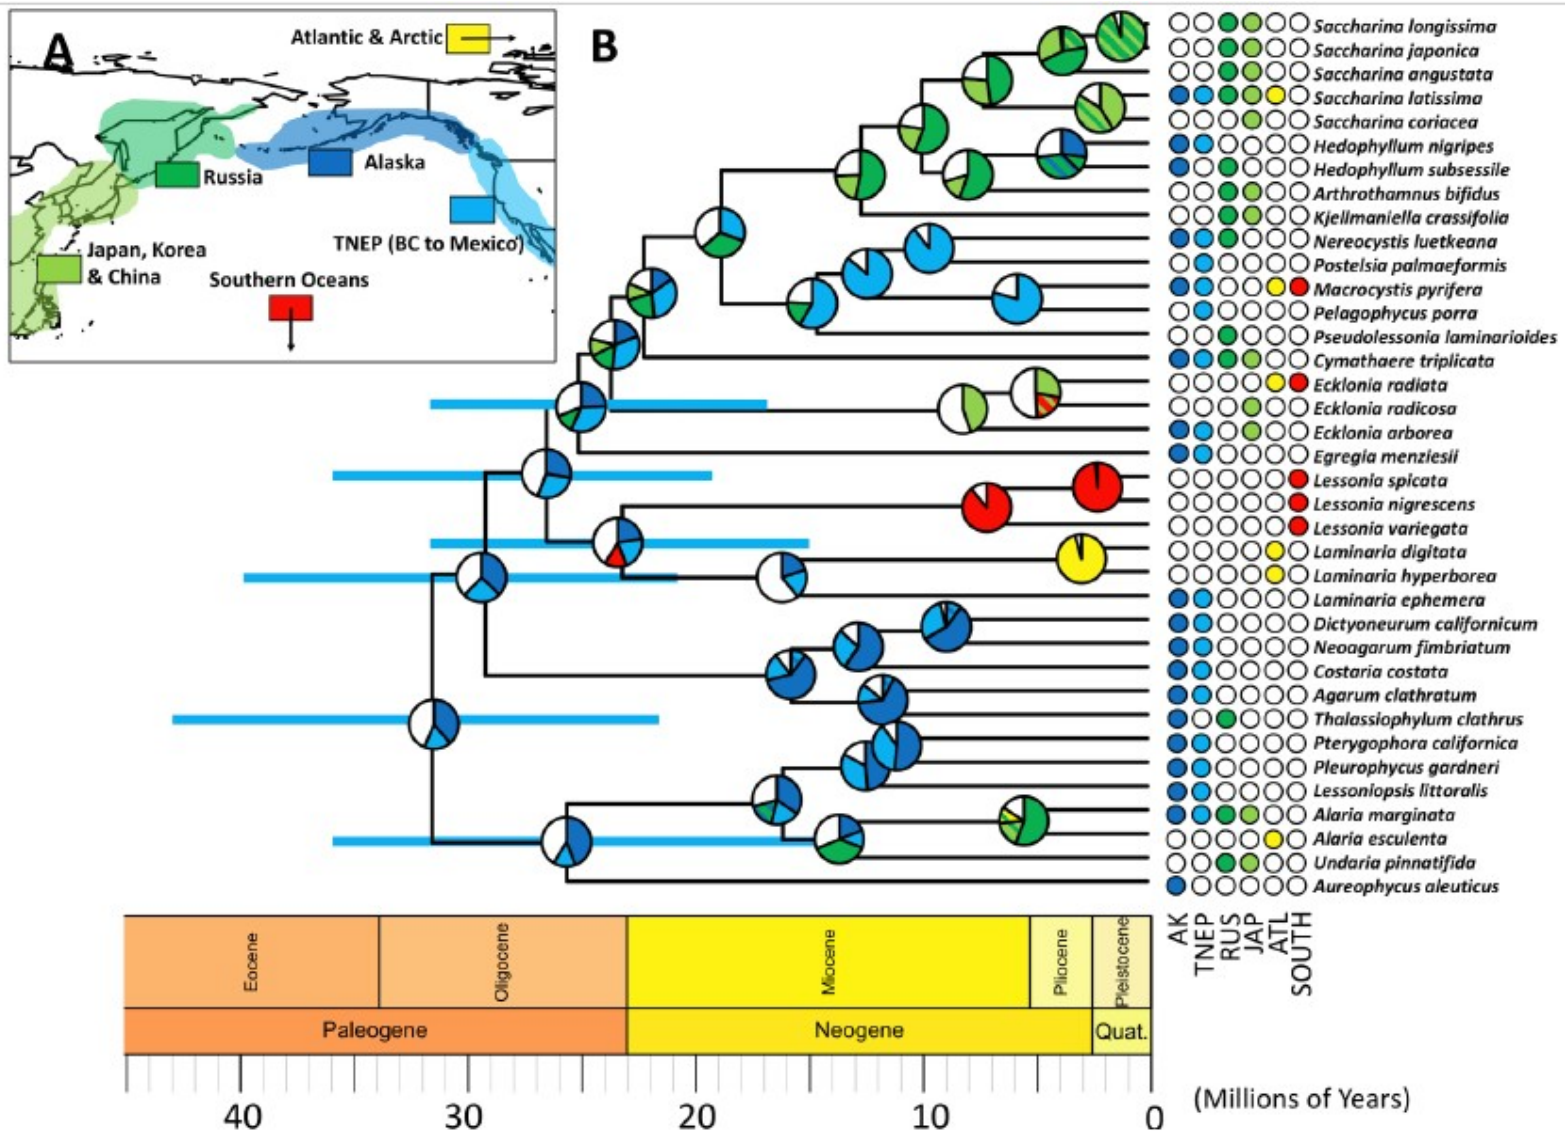 A
Atlantic & Arctic
Russia
Alaska
TNEP (BC to Mexico)
Japan, Korea
& China
Southern Oceans
B
Saccharina longissima
Saccharina japonica
Saccharina angustata
Saccharina latissima
Saccharina coriacea
Hedophyllum nigripes
Hedophyllum subsessile
Arthrothamnus bifidus
Kjellmaniella crassifolia
Nereocystis luetkeana
Postelsia palmaeformis
Macrocystis pyrifera
Pelagophycus porra
Pseudolessonia laminarioides
Cymathaere triplicata
Ecklonia radiata
Ecklonia radicosa
Ecklonia arborea
Egregia menziesii
Lessonia spicata
Lessonia nigrescens
Lessonia variegata
Laminaria digitata
Laminaria hyperborea
Laminaria ephemera
Dictyoneurum californicum
Neoagarum fimbriatum
Costaria costata
Agarum clathratum
Thalassiophylum clathrus
Pterygophora californica
Pleurophycus gardneri
Lessoniopsis littoralis
Alaria marginata
Alaria esculenta
Undaria pinnatifida
Aureophycus aleuticus
AK
TNEP
RUS
JAP
ATL
SOUTH
Eocene
Oligocene
Miocene
Pliocene
Pleistocene
Paleogene
Neogene
Quat.
40
30
20
10
0
(Millions of Years)